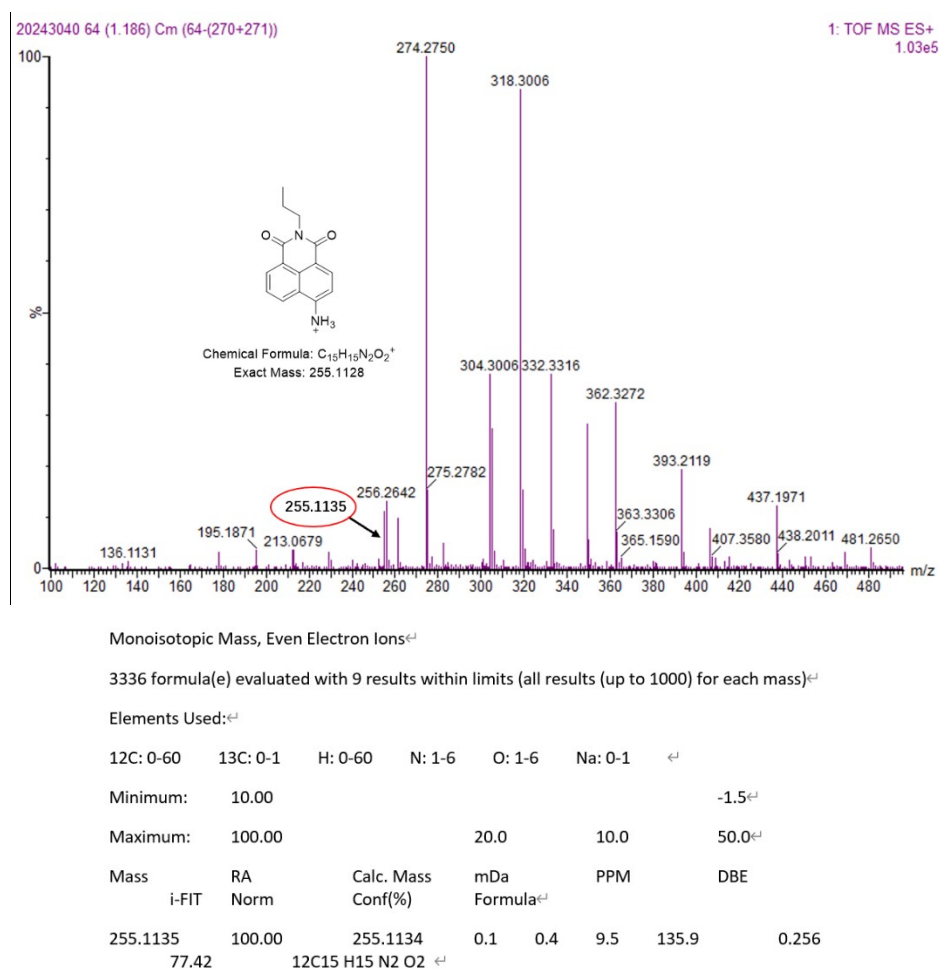 20243040 64 (1.186) Cm (64-(270+271))
1: TOF MS ES+
1.03e5
100
%
0
274.2750
318.3006
304.3006
332.3316
362.3272
393.2119
437.1971
275.2782
256.2642
255.1135
195.1871
213.0679
136.1131
363.3306
365.1590
407.3580
438.2011
481.2650
O
N
O
NH3
+
Chemical Formula: C15H15N2O2+
Exact Mass: 255.1128
100 120 140 160 180 200 220 240 260 280 300 320 340 360 380 400 420 440 460 480
m/z
Monoisotopic Mass, Even Electron Ions↵
3336 formula(e) evaluated with 9 results within limits (all results (up to 1000) for each mass)↵
Elements Used:↵
12C: 0-60 13C: 0-1 H: 0-60 N: 1-6 O: 1-6 Na: 0-1 ↵
Minimum: 10.00 -1.5↵
Maximum: 100.00 20.0 10.0 50.0↵
Mass RA Calc. Mass mDa PPM DBE
i-FIT Norm Conf(%) Formula↵
255.1135 100.00 255.1134 0.1 0.4 9.5 135.9 0.256
77.42 12C15 H15 N2 O2 ↵